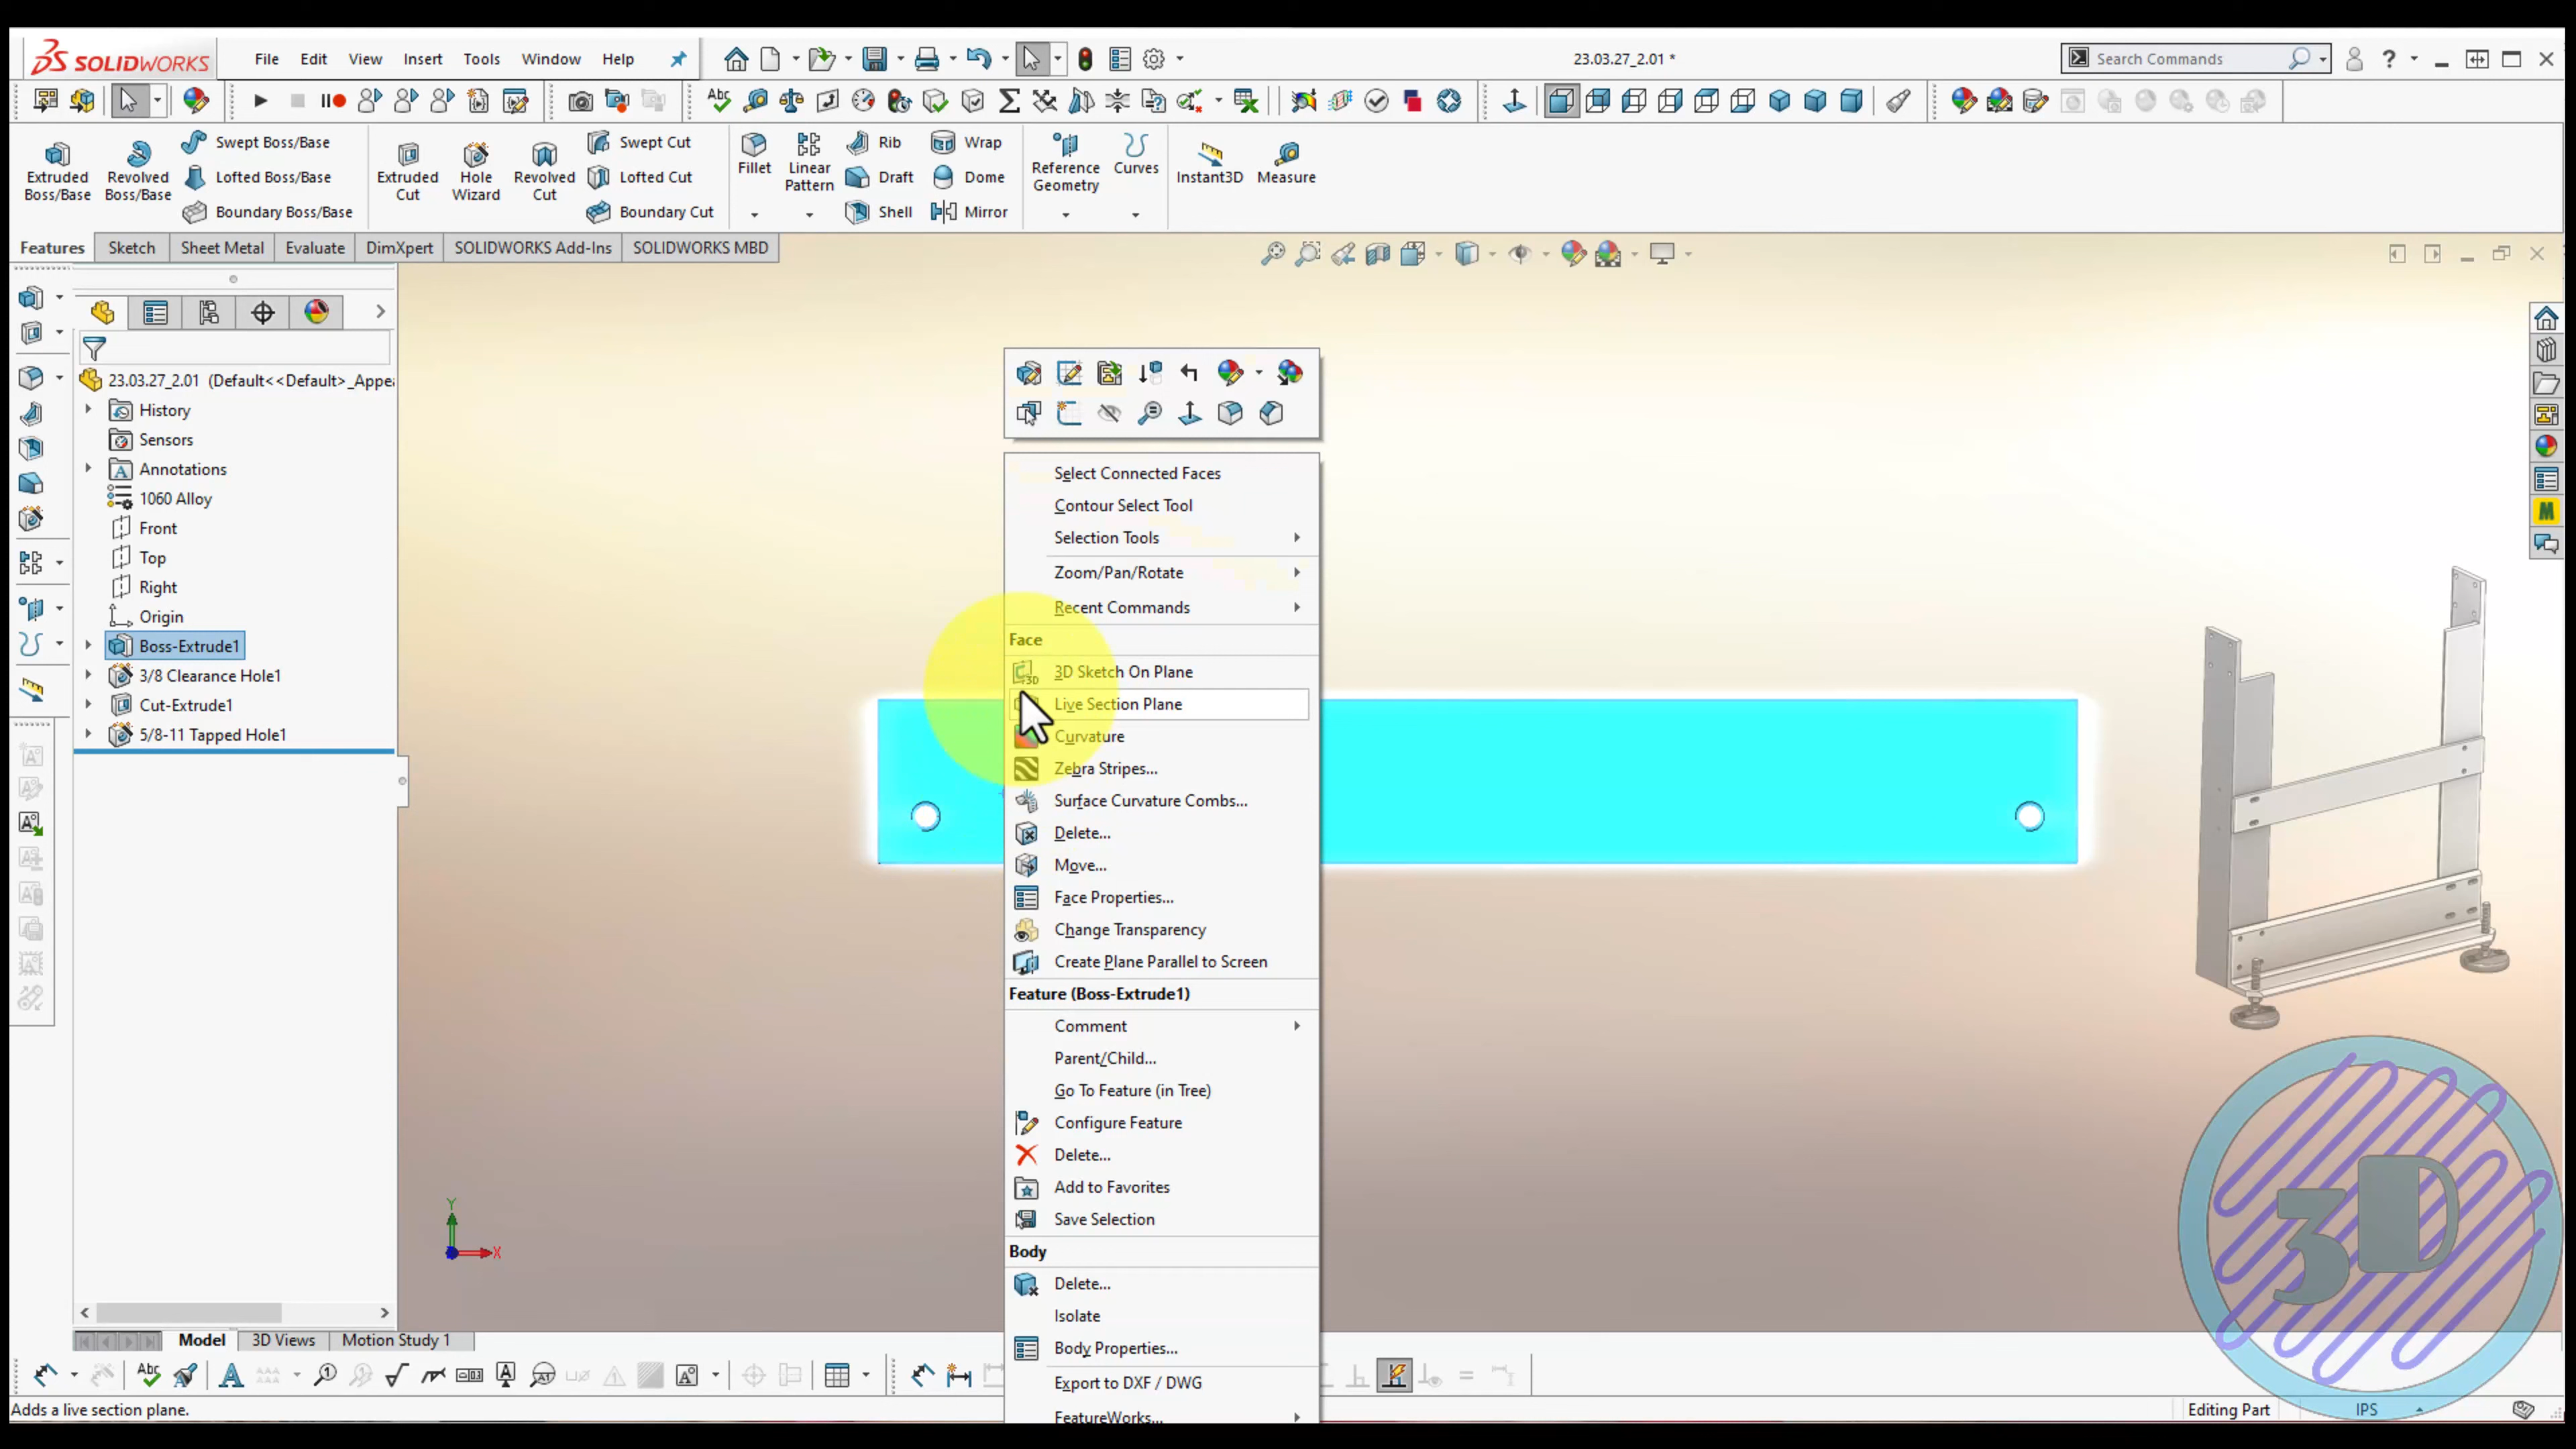 SOLIDWORKS File Edit View Insert Tools Window Help
23.03.27_2.01 *
Search Commands
Extruded Boss/Base
Revolved Boss/Base
Swept Boss/Base
Lofted Boss/Base
Boundary Boss/Base
Extruded Cut
Hole Wizard
Revolved Cut
Swept Cut
Lofted Cut
Boundary Cut
Fillet
Linear Pattern
Rib
Draft
Shell
Wrap
Dome
Mirror
Reference Geometry
Curves
Instant3D
Measure
Features Sketch Sheet Metal Evaluate DimXpert SOLIDWORKS Add-Ins SOLIDWORKS MBD
23.03.27_2.01 (Default<<Default>_Appea
History
Sensors
Annotations
1060 Alloy
Front
Top
Right
Origin
Boss-Extrude1
3/8 Clearance Hole1
Cut-Extrude1
5/8-11 Tapped Hole1
Select Connected Faces
Contour Select Tool
Selection Tools
Zoom/Pan/Rotate
Recent Commands
Face
3D Sketch On Plane
Live Section Plane
Curvature
Zebra Stripes...
Surface Curvature Combs...
Delete...
Move...
Face Properties...
Change Transparency
Create Plane Parallel to Screen
Feature (Boss-Extrude1)
Comment
Parent/Child...
Go To Feature (in Tree)
Configure Feature
Delete...
Add to Favorites
Save Selection
Body
Delete...
Isolate
Body Properties...
Export to DXF / DWG
FeatureWorks...
Y
X
M
3D
Model 3D Views Motion Study 1
Adds a live section plane.
Editing Part
IPS